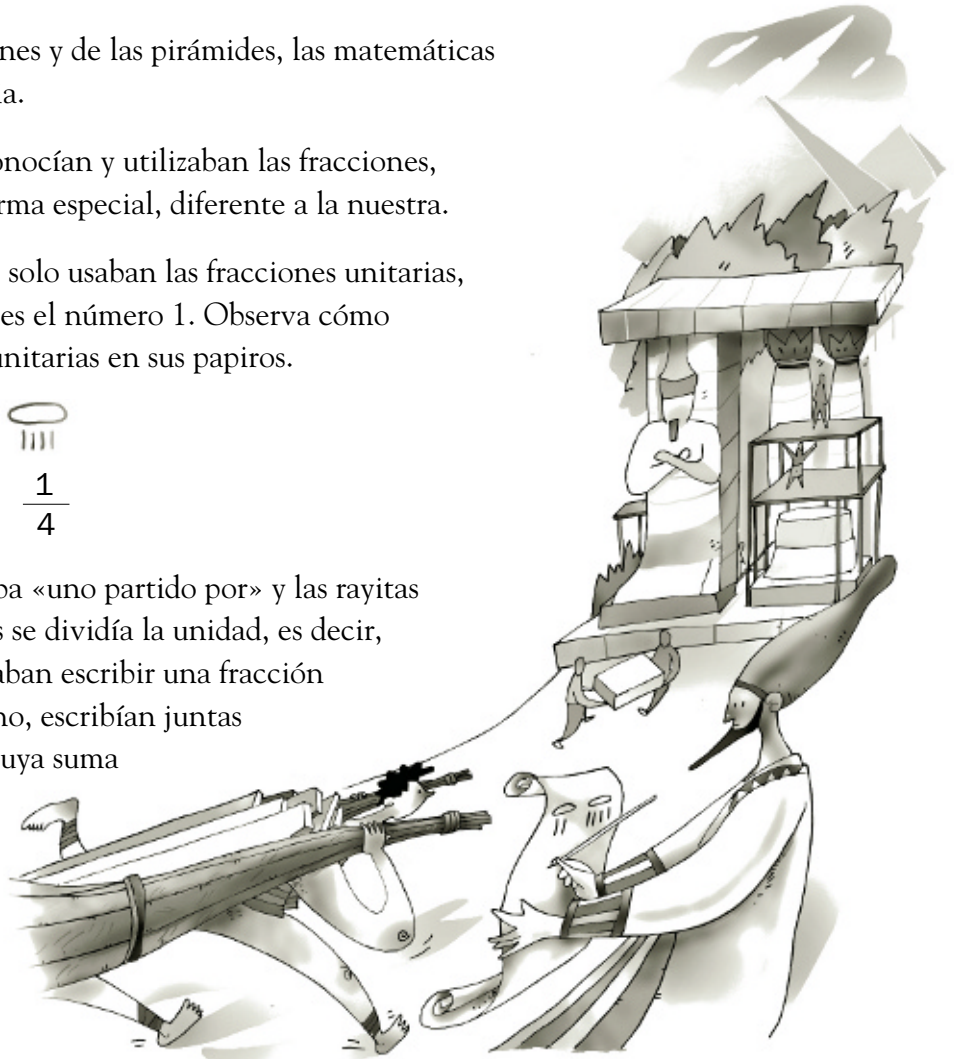 nes y de las pirámides, las matemáticas
a.
onocían y utilizaban las fracciones,
rma especial, diferente a la nuestra.
solo usaban las fracciones unitarias,
es el número 1. Observa cómo
unitarias en sus papiros.
1
4
ba «uno partido por» y las rayitas
s se dividía la unidad, es decir,
aban escribir una fracción
no, escribían juntas
uya suma